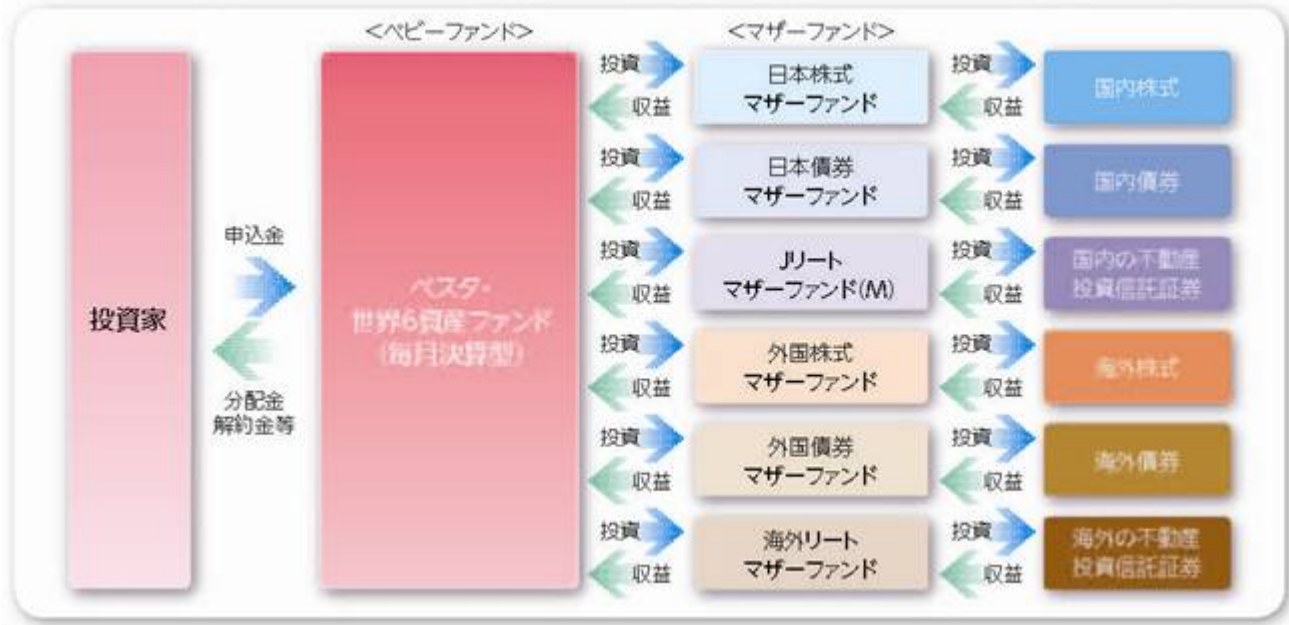 <ベビーファンド>
<マザーファンド>
投資家
申込金
分配金
解約金等
ベスタ・
世界6資産ファンド
(毎月決算型)
投資
収益
日本株式
マザーファンド
投資
収益
国内株式
投資
収益
日本債券
マザーファンド
投資
収益
国内債券
投資
収益
Jリート
マザーファンド(M)
投資
収益
国内の不動産
投資信託証券
投資
収益
外国株式
マザーファンド
投資
収益
海外株式
投資
収益
外国債券
マザーファンド
投資
収益
海外債券
投資
収益
海外リート
マザーファンド
投資
収益
海外の不動産
投資信託証券